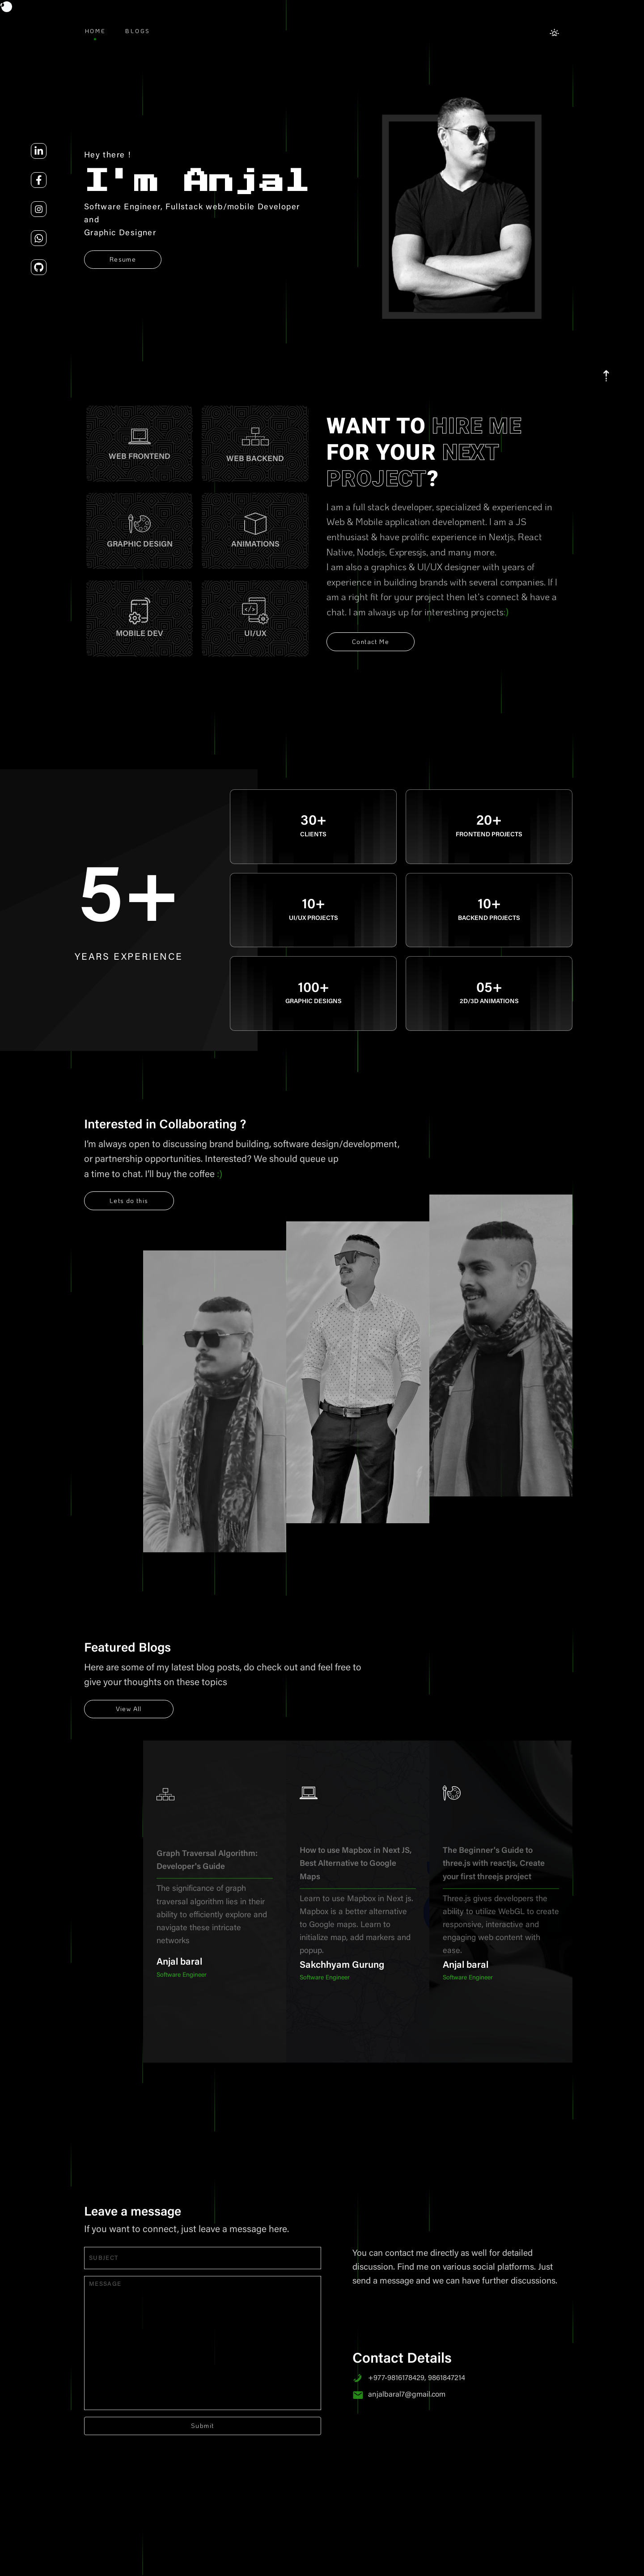 HOME BLOGS
Hey there !
I'm Anjal
Software Engineer, Fullstack web/mobile Developer
and
Graphic Designer
Resume
WEB FRONTEND
WEB BACKEND
GRAPHIC DESIGN
ANIMATIONS
MOBILE DEV
UI/UX
WANT TO HIRE ME
FOR YOUR NEXT
PROJECT?
I am a full stack developer, specialized & experienced in
Web & Mobile application development. I am a JS
enthusiast & have prolific experience in Nextjs, React
Native, Nodejs, Expressjs, and many more.
I am also a graphics & UI/UX designer with years of
experience in building brands with several companies. If I
am a right fit for your project then let's connect & have a
chat. I am always up for interesting projects:)
Contact Me
5+
YEARS EXPERIENCE
30+
CLIENTS
20+
FRONTEND PROJECTS
10+
UI/UX PROJECTS
10+
BACKEND PROJECTS
100+
GRAPHIC DESIGNS
05+
2D/3D ANIMATIONS
Interested in Collaborating ?
I'm always open to discussing brand building, software design/development,
or partnership opportunities. Interested? We should queue up
a time to chat. I'll buy the coffee :)
Lets do this
Featured Blogs
Here are some of my latest blog posts, do check out and feel free to
give your thoughts on these topics
View All
Graph Traversal Algorithm:
Developer's Guide
The significance of graph
traversal algorithm lies in their
ability to efficiently explore and
navigate these intricate
networks
Anjal baral
Software Engineer
How to use Mapbox in Next JS,
Best Alternative to Google
Maps
Learn to use Mapbox in Next js.
Mapbox is a better alternative
to Google maps. Learn to
initialize map, add markers and
popup.
Sakchhyam Gurung
Software Engineer
The Beginner's Guide to
three.js with reactjs, Create
your first threejs project
Three.js gives developers the
ability to utilize WebGL to create
responsive, interactive and
engaging web content with
ease.
Anjal baral
Software Engineer
Leave a message
If you want to connect, just leave a message here.
SUBJECT
MESSAGE
Submit
You can contact me directly as well for detailed
discussion. Find me on various social platforms. Just
send a message and we can have further discussions.
Contact Details
+977-9816178429, 9861847214
anjalbaral7@gmail.com